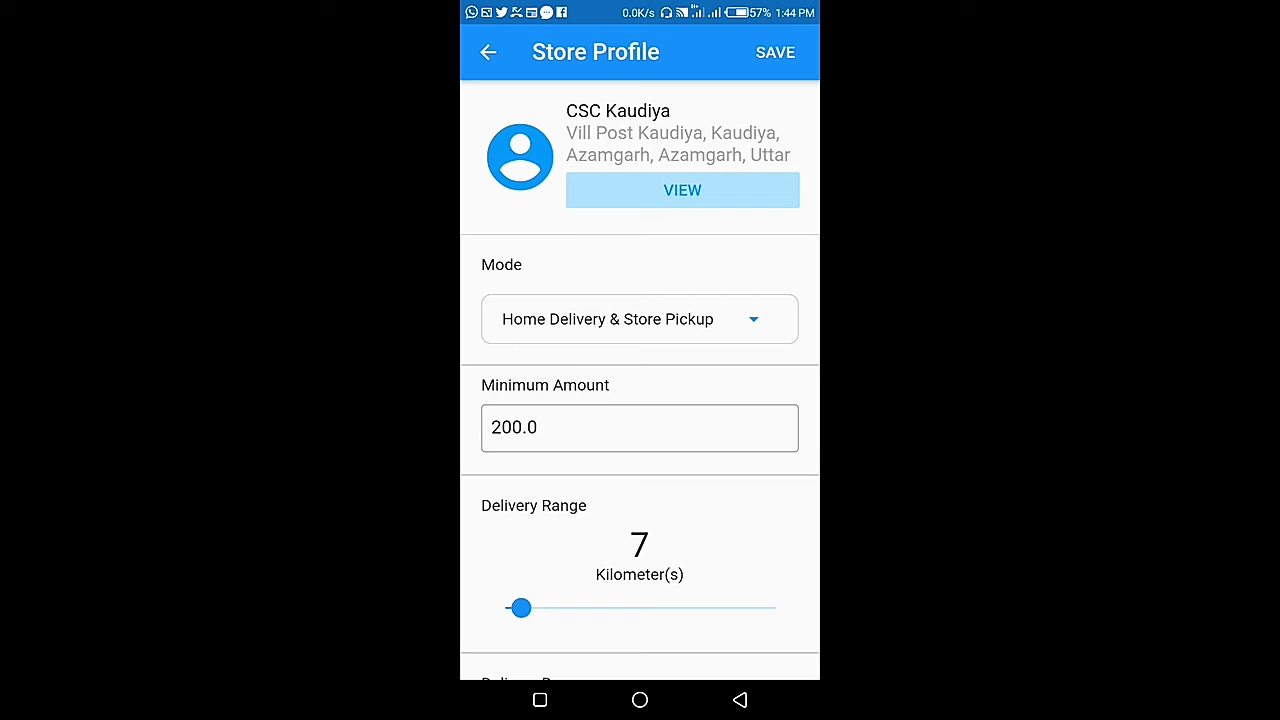 0.0K/s 57% 1:44 PM
Store Profile SAVE
CSC Kaudiya
Vill Post Kaudiya, Kaudiya,
Azamgarh, Azamgarh, Uttar
VIEW
Mode
Home Delivery & Store Pickup
Minimum Amount
200.0
Delivery Range
7
Kilometer(s)